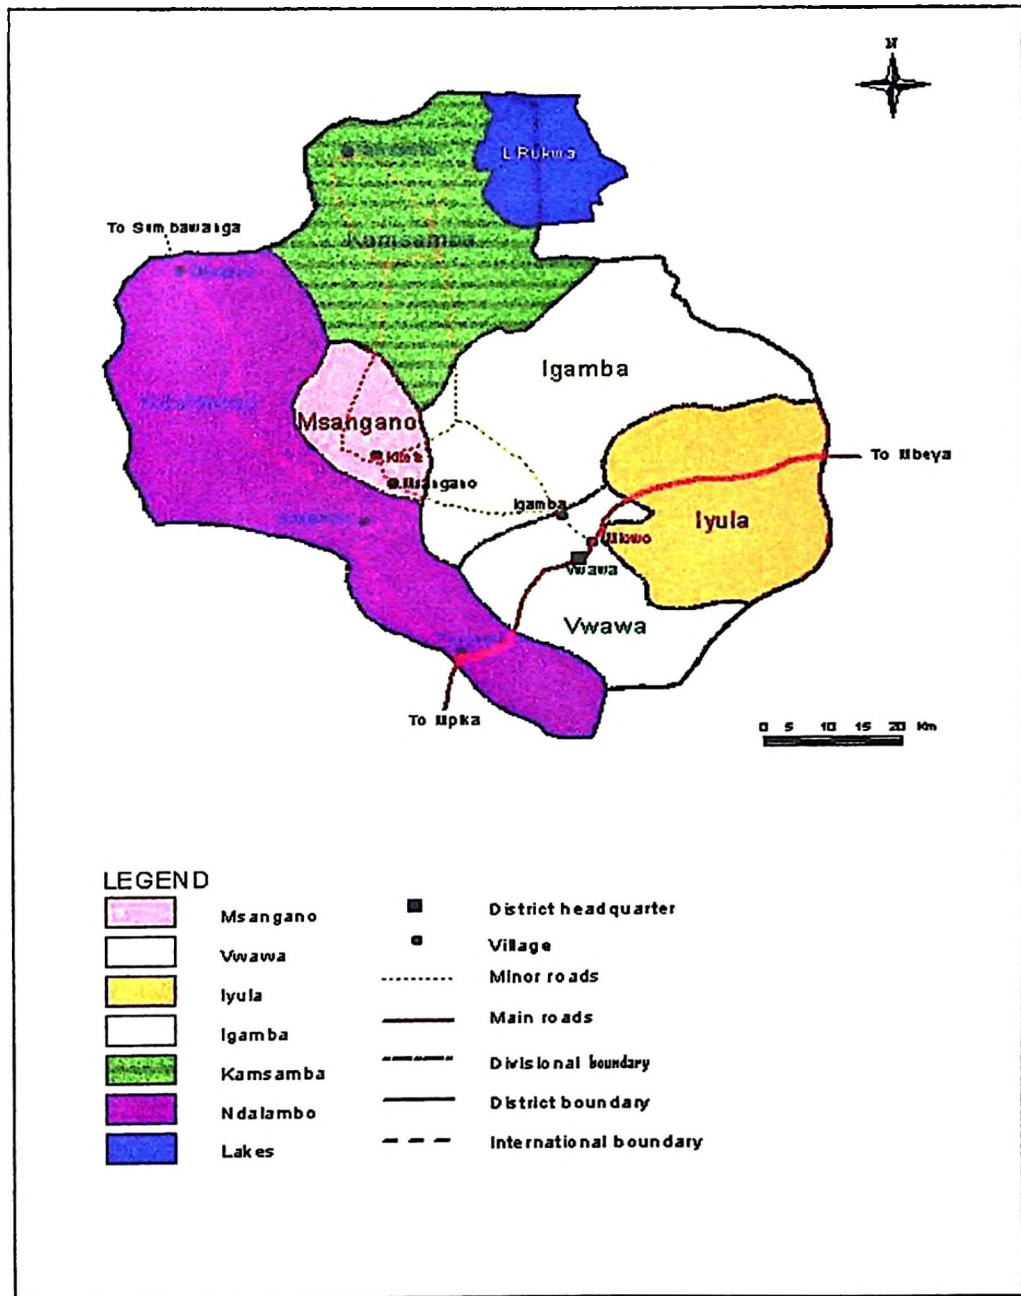 N
L Rukwa
Kamsamba
To Sumbawanga
Igamba
Msangano
Msangano
To Mbeya
Igamba
Iyula
Vwawa
Vwawa
To Mpika
0 5 10 15 20 Km
LEGEND
Msangano
Vwawa
Iyula
Igamba
Kamsamba
Ndalambo
Lakes
District headquarter
Village
Minor roads
Main roads
Divisional boundary
District boundary
International boundary